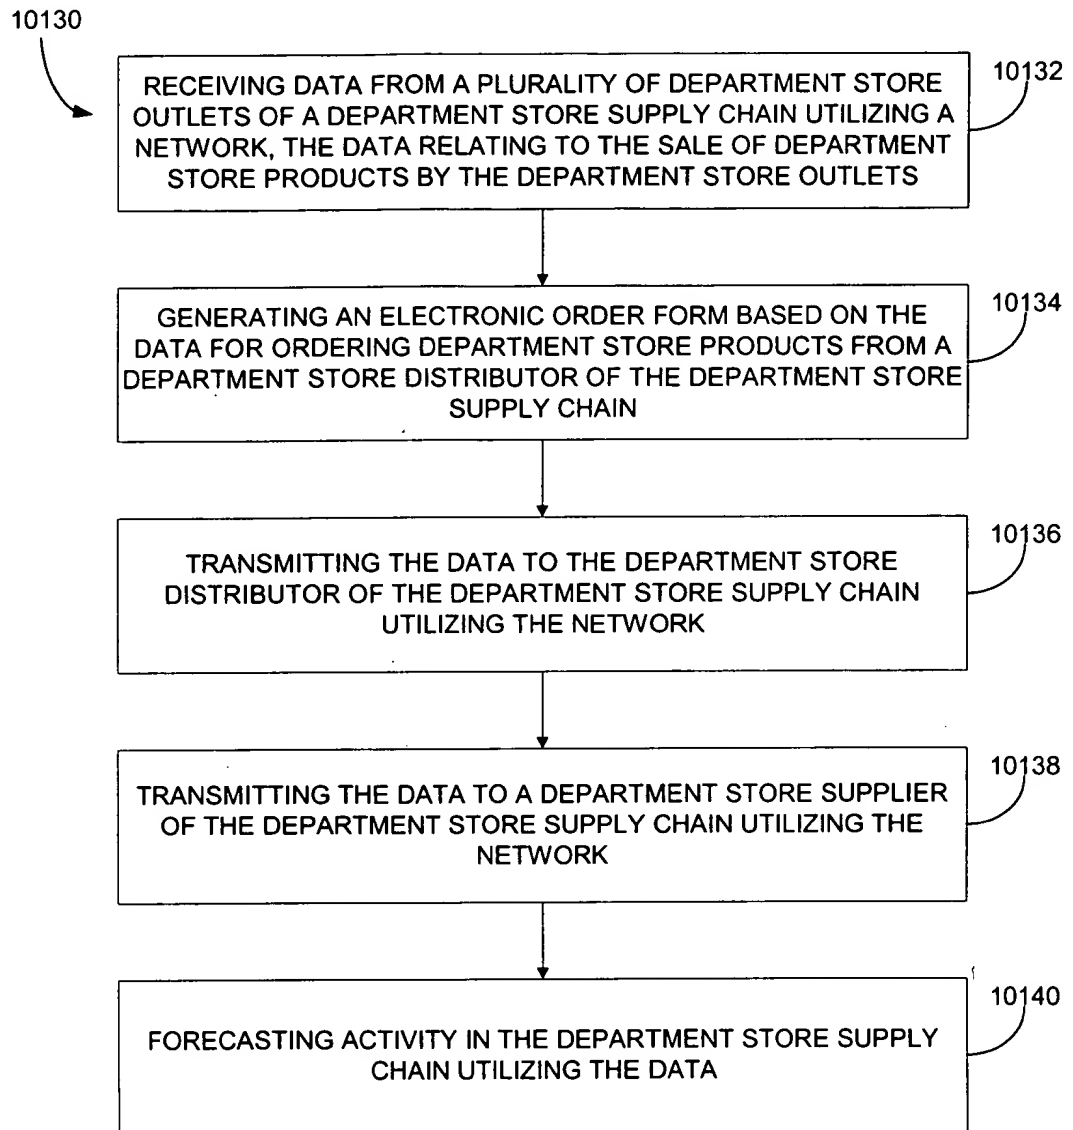 10130
10132
RECEIVING DATA FROM A PLURALITY OF DEPARTMENT STORE
OUTLETS OF A DEPARTMENT STORE SUPPLY CHAIN UTILIZING A
NETWORK, THE DATA RELATING TO THE SALE OF DEPARTMENT
STORE PRODUCTS BY THE DEPARTMENT STORE OUTLETS
10134
GENERATING AN ELECTRONIC ORDER FORM BASED ON THE
DATA FOR ORDERING DEPARTMENT STORE PRODUCTS FROM A
DEPARTMENT STORE DISTRIBUTOR OF THE DEPARTMENT STORE
SUPPLY CHAIN
10136
TRANSMITTING THE DATA TO THE DEPARTMENT STORE
DISTRIBUTOR OF THE DEPARTMENT STORE SUPPLY CHAIN
UTILIZING THE NETWORK
10138
TRANSMITTING THE DATA TO A DEPARTMENT STORE SUPPLIER
OF THE DEPARTMENT STORE SUPPLY CHAIN UTILIZING THE
NETWORK
10140
FORECASTING ACTIVITY IN THE DEPARTMENT STORE SUPPLY
CHAIN UTILIZING THE DATA